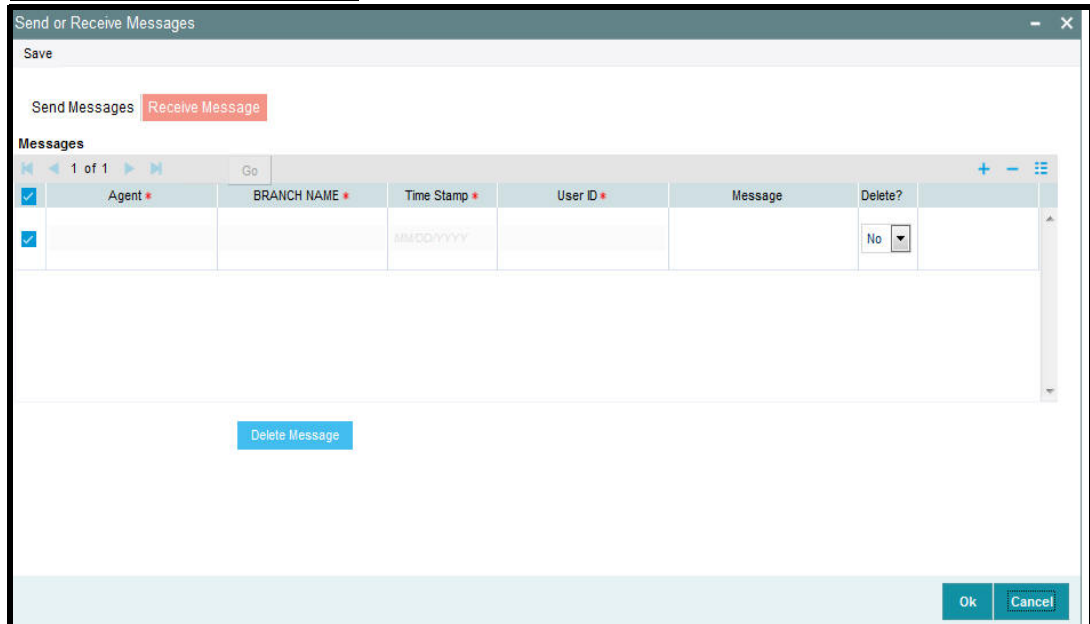 Send or Receive Messages
Save
Send Messages Receive Message
Messages
1 of 1 Go
Agent * BRANCH NAME * Time Stamp * User ID * Message Delete?
MM/DD/YYYY No
Delete Message
Ok Cancel